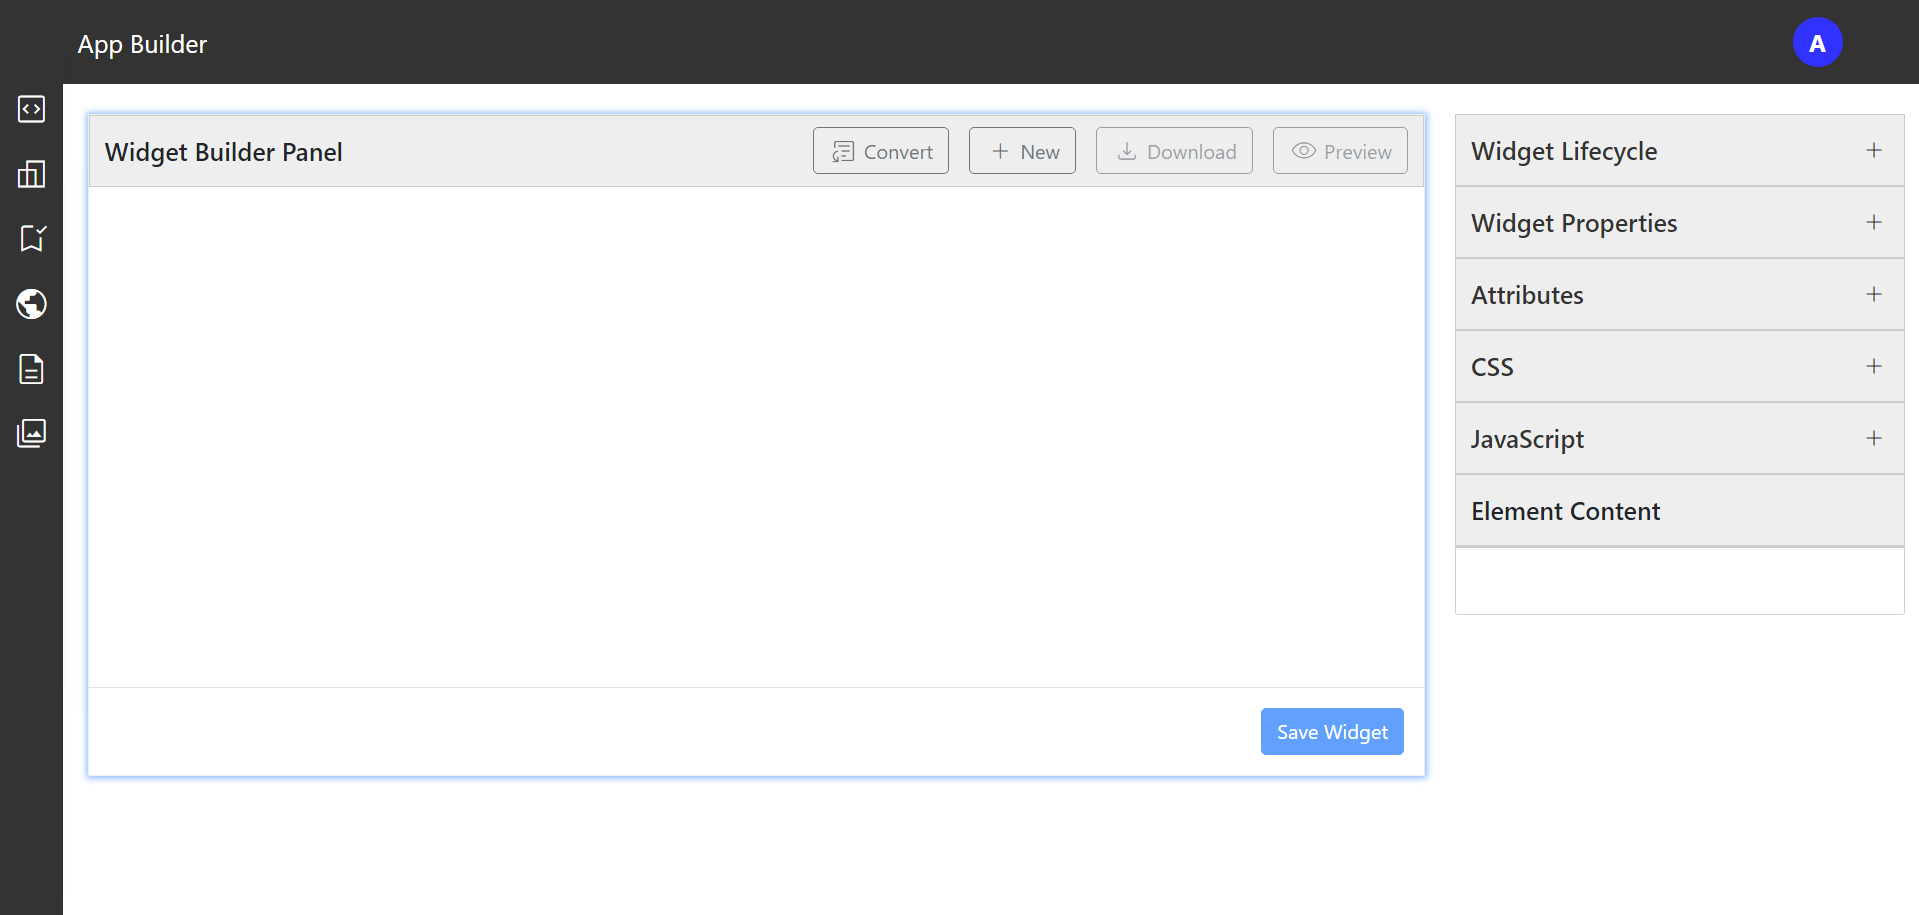 App Builder
A
Widget Builder Panel
Convert
New
Download
Preview
Save Widget
Widget Lifecycle
Widget Properties
Attributes
CSS
JavaScript
Element Content